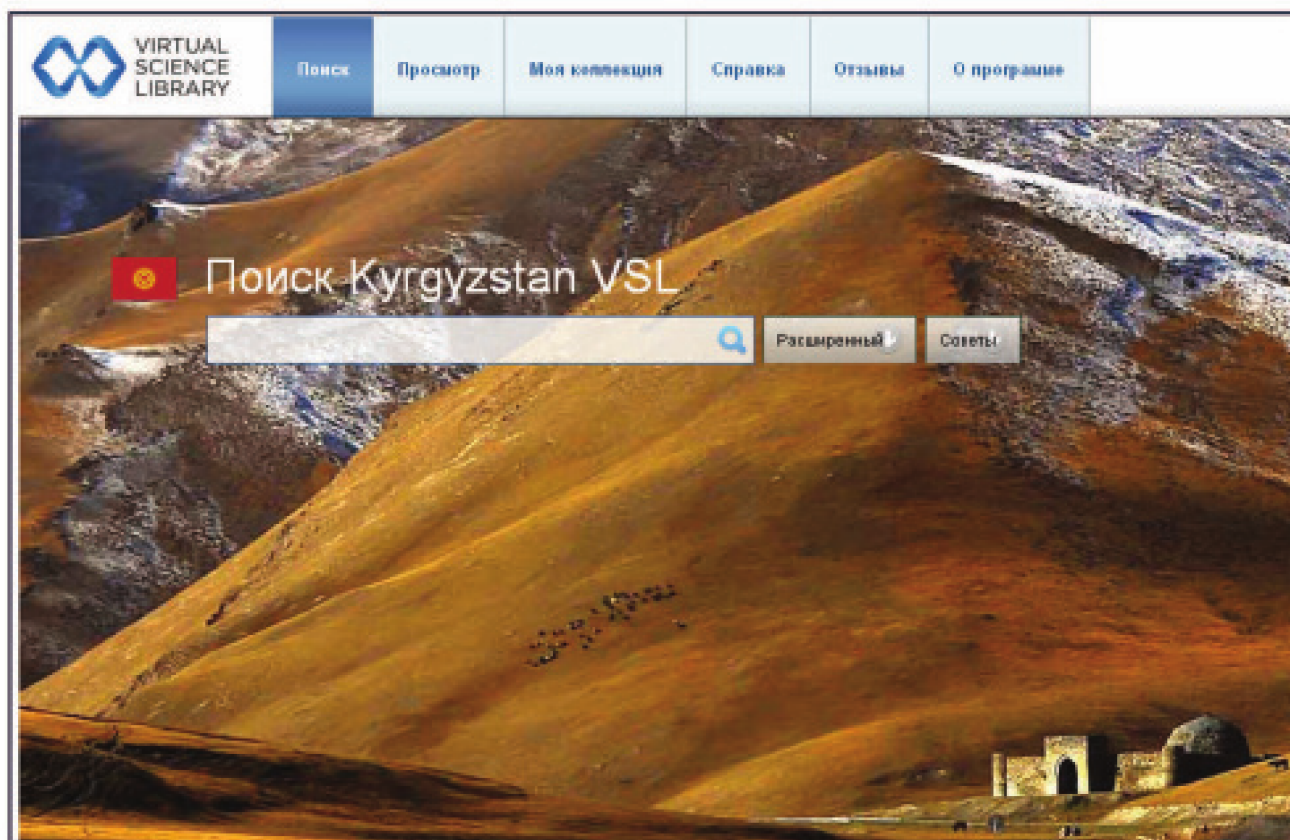 VIRTUAL
SCIENCE
LIBRARY
Поиск Просмотр Моя коллекция Справка Отзывы О программе
Поиск Kyrgyzstan VSL
Расширенный Советы